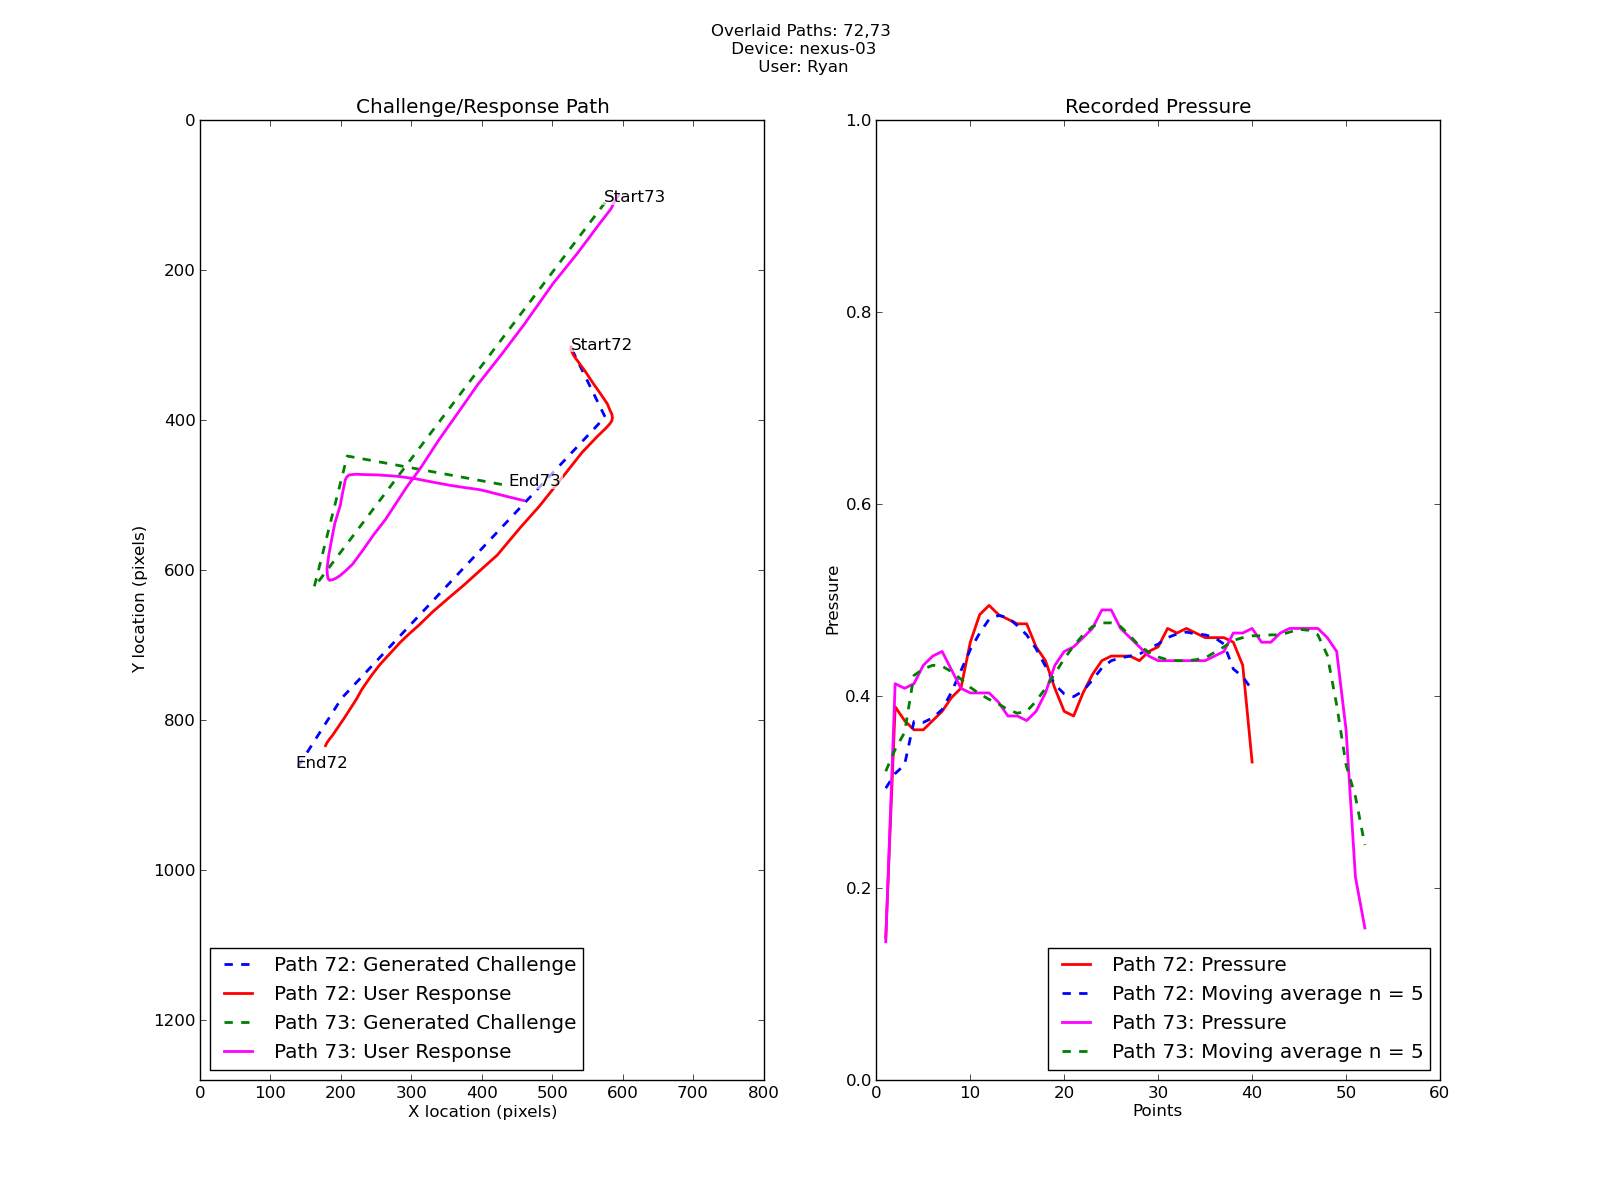 Overlaid Paths: 72,73
Device: nexus-03
User: Ryan
Challenge/Response Path
0
200
400
600
800
1000
1200
Y location (pixels)
Start73
Start72
End73
End72
Path 72: Generated Challenge
Path 72: User Response
Path 73: Generated Challenge
Path 73: User Response
0 100 200 300 400 500 600 700 800
X location (pixels)
Recorded Pressure
1.0
0.8
0.6
0.4
0.2
0.0
Pressure
Path 72: Pressure
Path 72: Moving average n = 5
Path 73: Pressure
Path 73: Moving average n = 5
0 10 20 30 40 50 60
Points